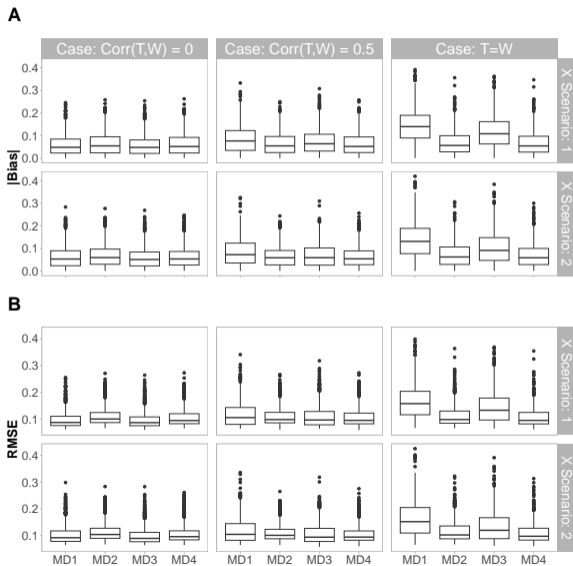 A
Case: Corr(T,W) = 0
Case: Corr(T,W) = 0.5
Case: T=W
|Bias|
0.4
0.3
0.2
0.1
0.0
X Scenario: 1
0.4
0.3
0.2
0.1
0.0
X Scenario: 2
B
RMSE
0.4
0.3
0.2
0.1
X Scenario: 1
0.4
0.3
0.2
0.1
X Scenario: 2
MD1 MD2 MD3 MD4 MD1 MD2 MD3 MD4 MD1 MD2 MD3 MD4